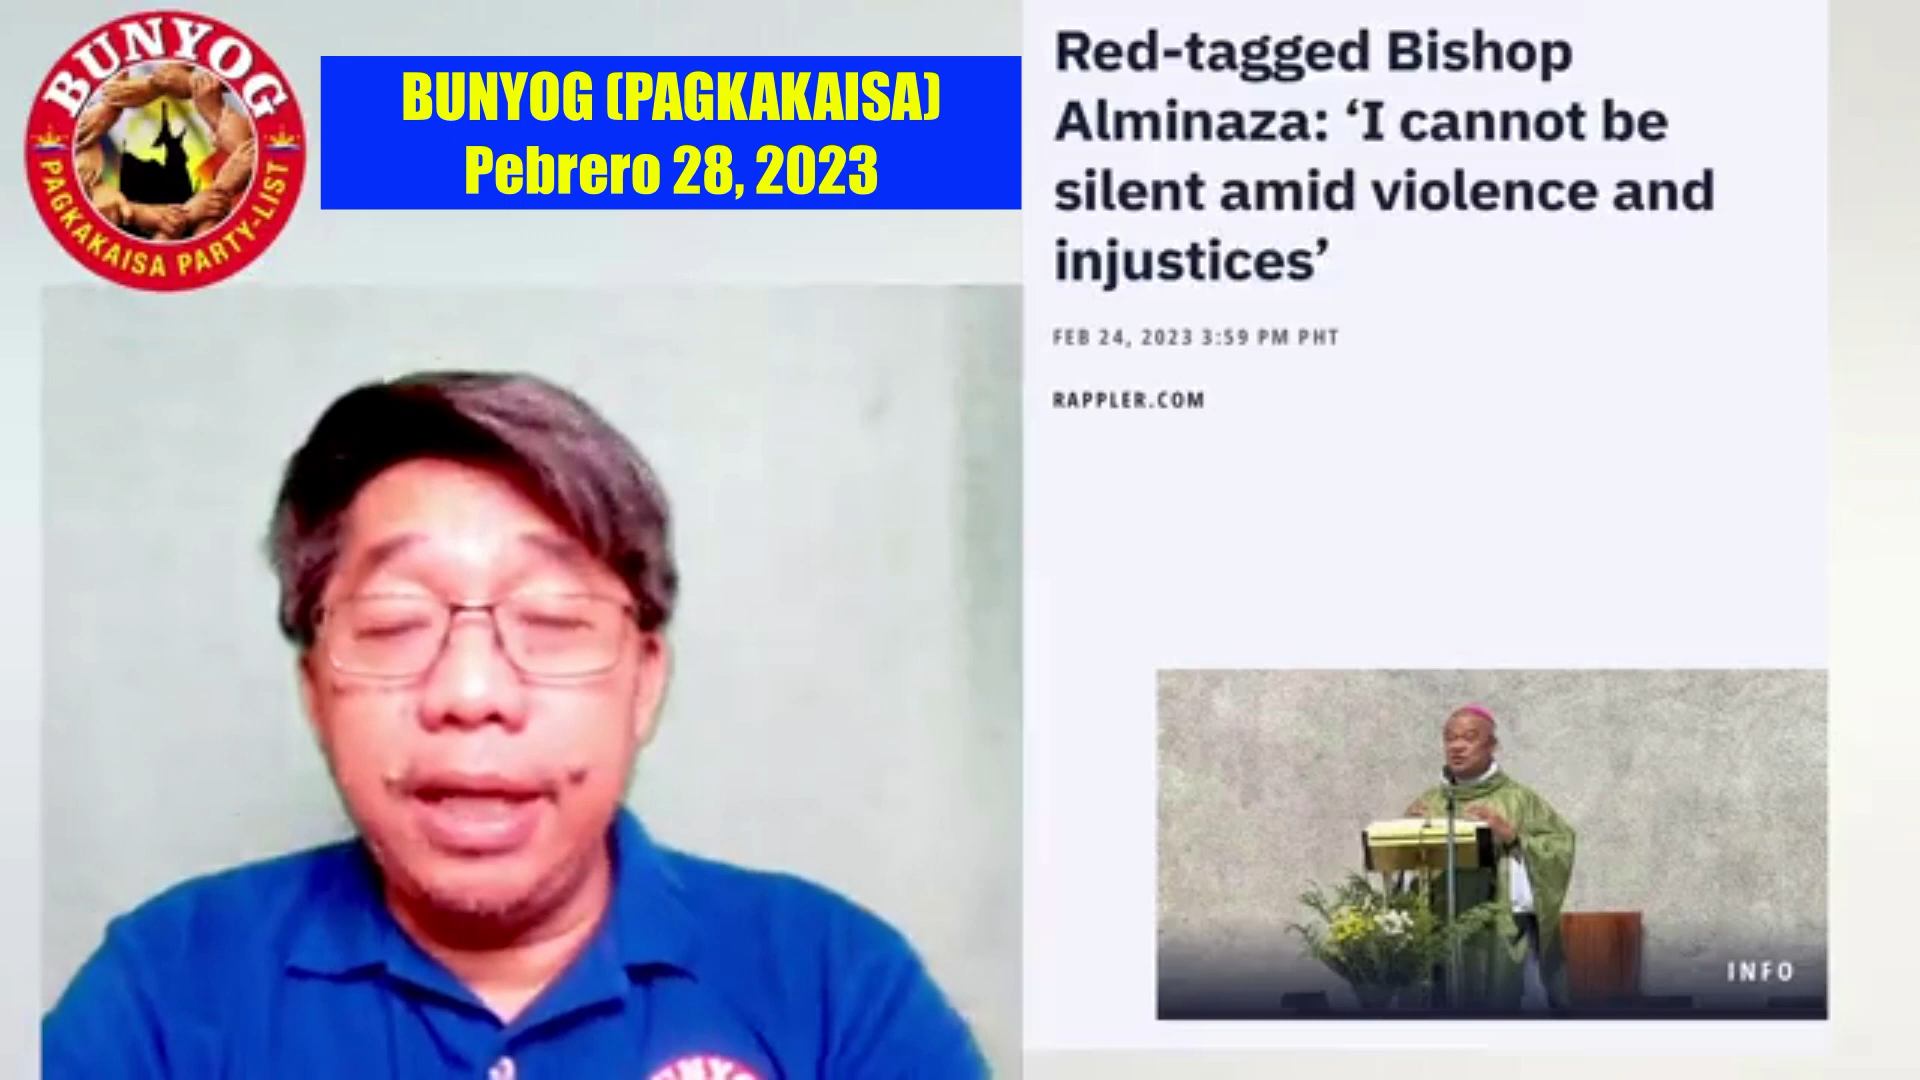 BUNYOG
PAGKAKAISA PARTY-LIST
BUNYOG (PAGKAKAISA)
Pebrero 28, 2023
Red-tagged Bishop
Alminaza: ‘I cannot be
silent amid violence and
injustices’
FEB 24, 2023 3:59 PM PHT
RAPPLER.COM
INFO